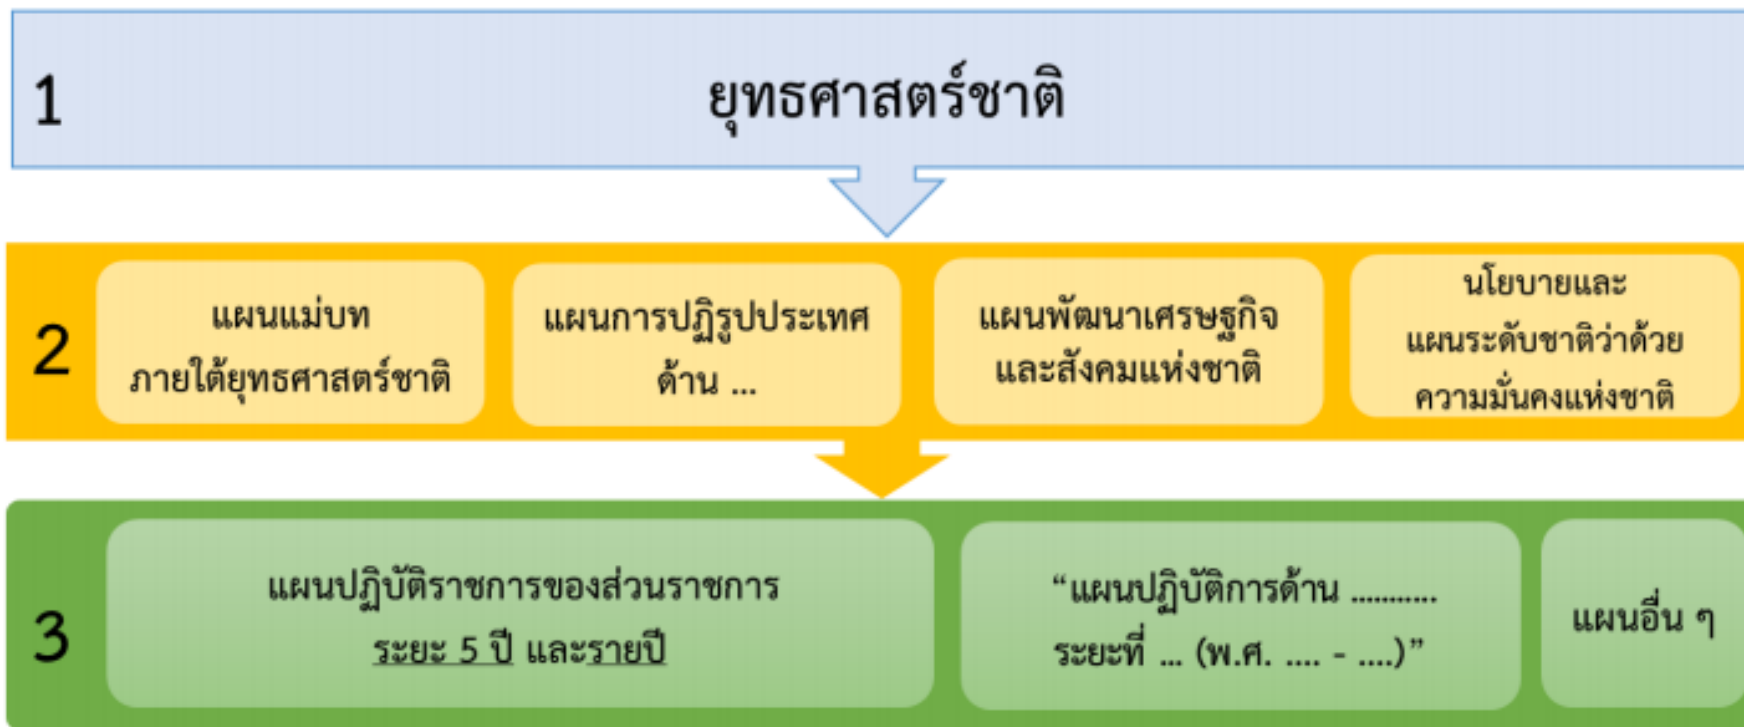 1
ยุทธศาสตร์ชาติ
2
แผนแม่บท
ภายใต้ยุทธศาสตร์ชาติ
แผนการปฏิรูปประเทศ
ด้าน ...
แผนพัฒนาเศรษฐกิจ
และสังคมแห่งชาติ
นโยบายและ
แผนระดับชาติว่าด้วย
ความมั่นคงแห่งชาติ
3
แผนปฏิบัติราชการของส่วนราชการ
ระยะ 5 ปี และรายปี
“แผนปฏิบัติการด้าน ...........
ระยะที่ ... (พ.ศ. .... - ....)”
แผนอื่น ๆ